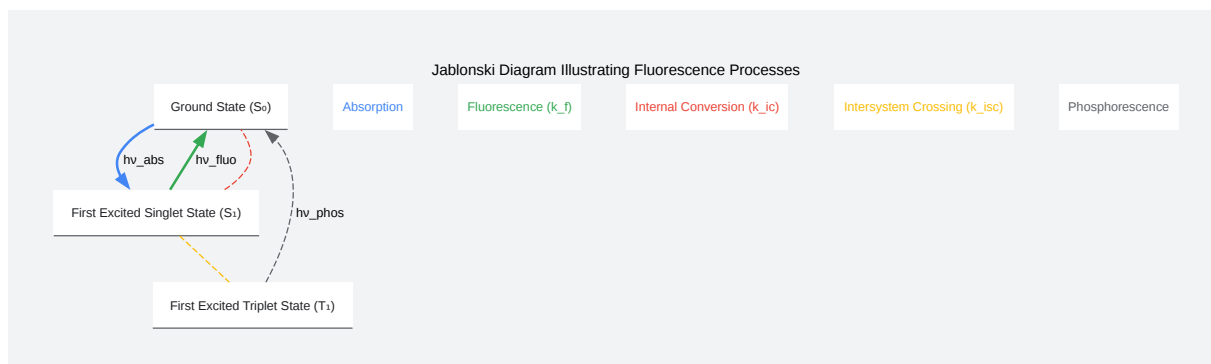 Jablonski Diagram Illustrating Fluorescence Processes
Ground State (S₀)
Absorption
Fluorescence (k_f)
Internal Conversion (k_ic)
Intersystem Crossing (k_isc)
Phosphorescence
hν_abs
hν_fluo
First Excited Singlet State (S₁)
hν_phos
First Excited Triplet State (T₁)